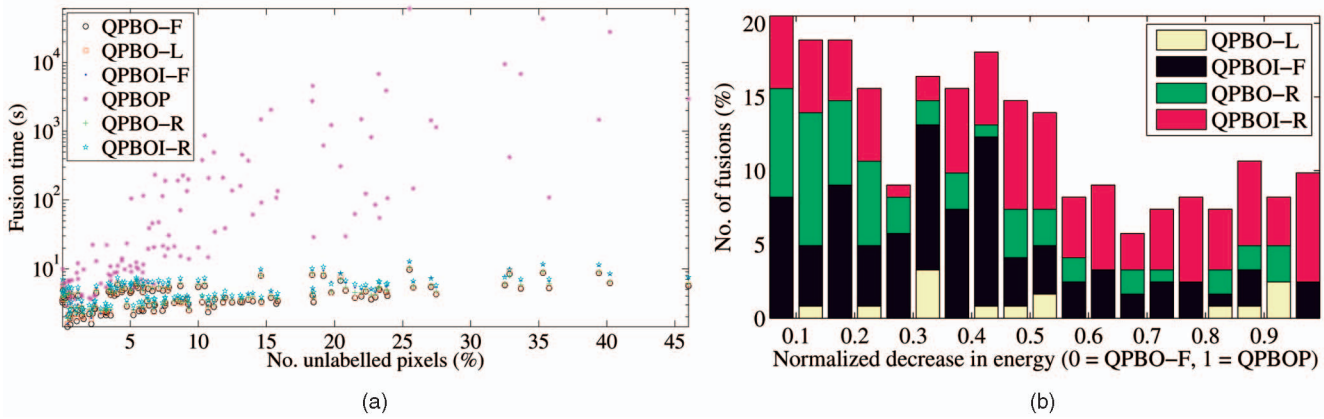 QPBO–F
QPBO–L
QPBOI–F
QPBOP
QPBO–R
QPBOI–R
10^4
10^3
10^2
10^1
Fusion time (s)
5 10 15 20 25 30 35 40 45
No. unlabelled pixels (%)
(a)
QPBO–L
QPBOI–F
QPBO–R
QPBOI–R
20
15
10
5
0
No. of fusions (%)
0.1 0.2 0.3 0.4 0.5 0.6 0.7 0.8 0.9
Normalized decrease in energy (0 = QPBO–F, 1 = QPBOP)
(b)